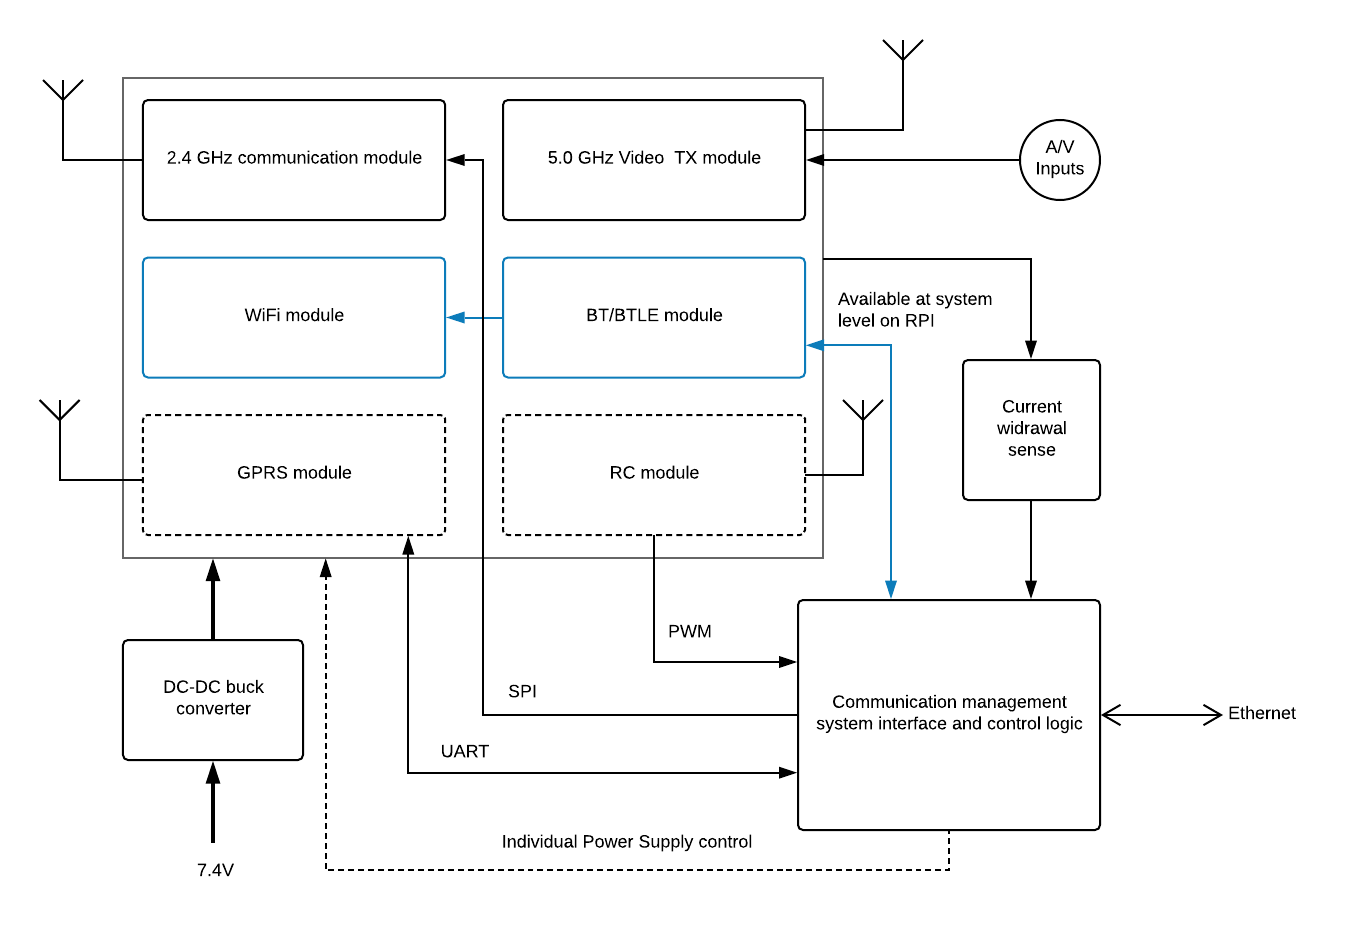 2.4 GHz communication module
5.0 GHz Video  TX module
A/V
Inputs
WiFi module
BT/BTLE module
Available at system
level on RPI
Current
widrawal
sense
GPRS module
RC module
PWM
DC-DC buck
converter
SPI
Communication management
system interface and control logic
Ethernet
UART
Individual Power Supply control
7.4V